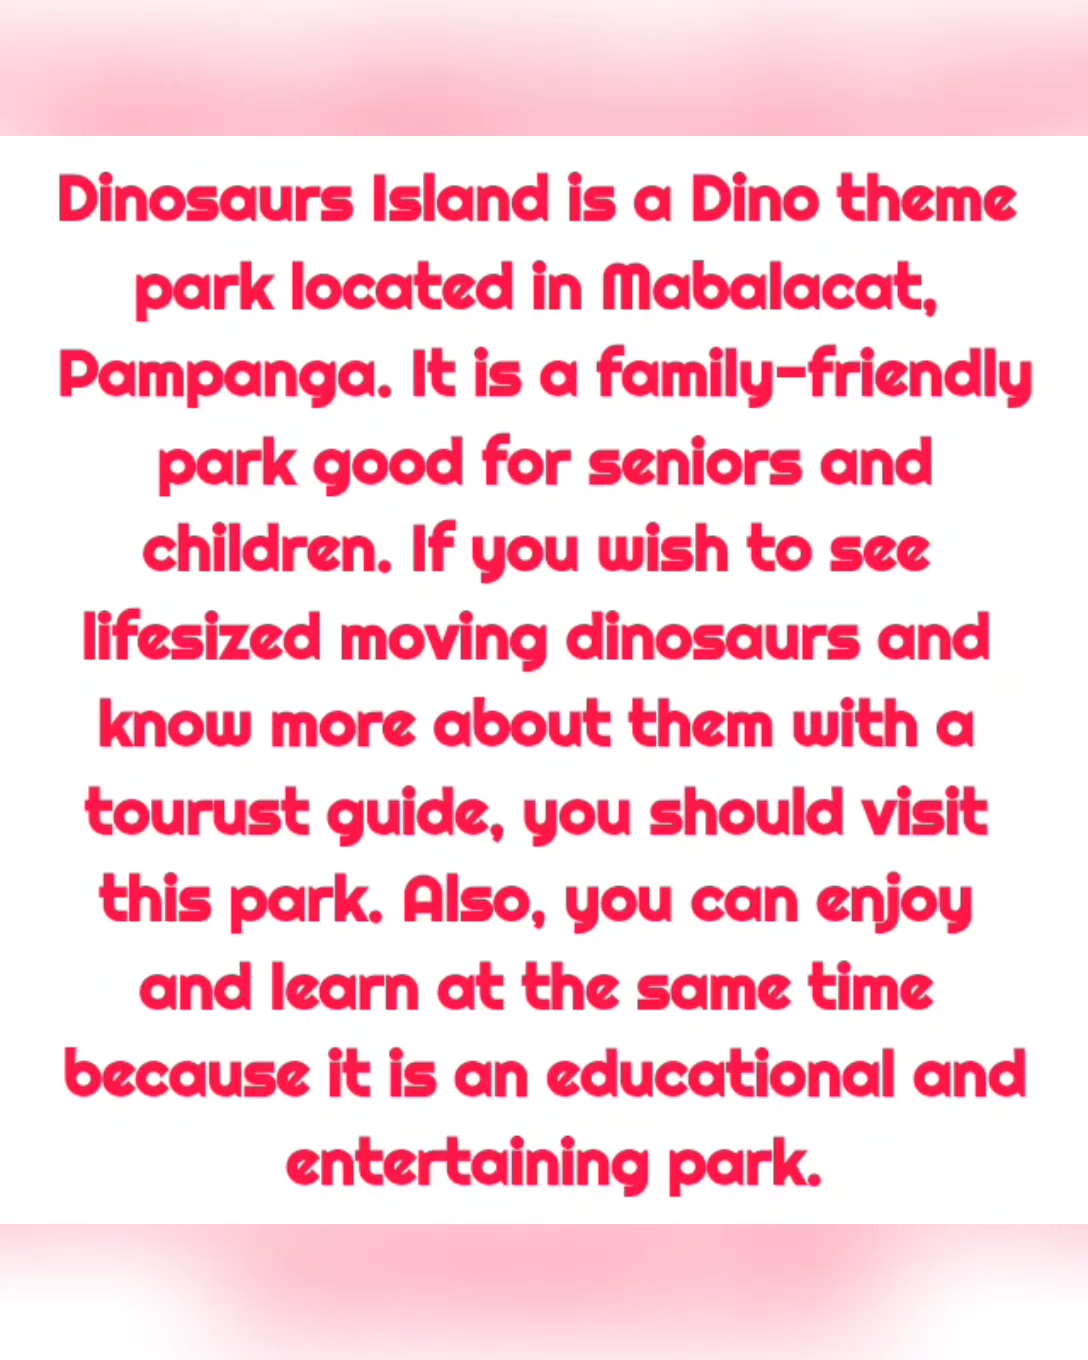 Dinosaurs Island is a Dino theme
park located in Mabalacat,
Pampanga. It is a family-friendly
park good for seniors and
children. If you wish to see
lifesized moving dinosaurs and
know more about them with a
tourust guide, you should visit
this park. Also, you can enjoy
and learn at the same time
because it is an educational and
entertaining park.